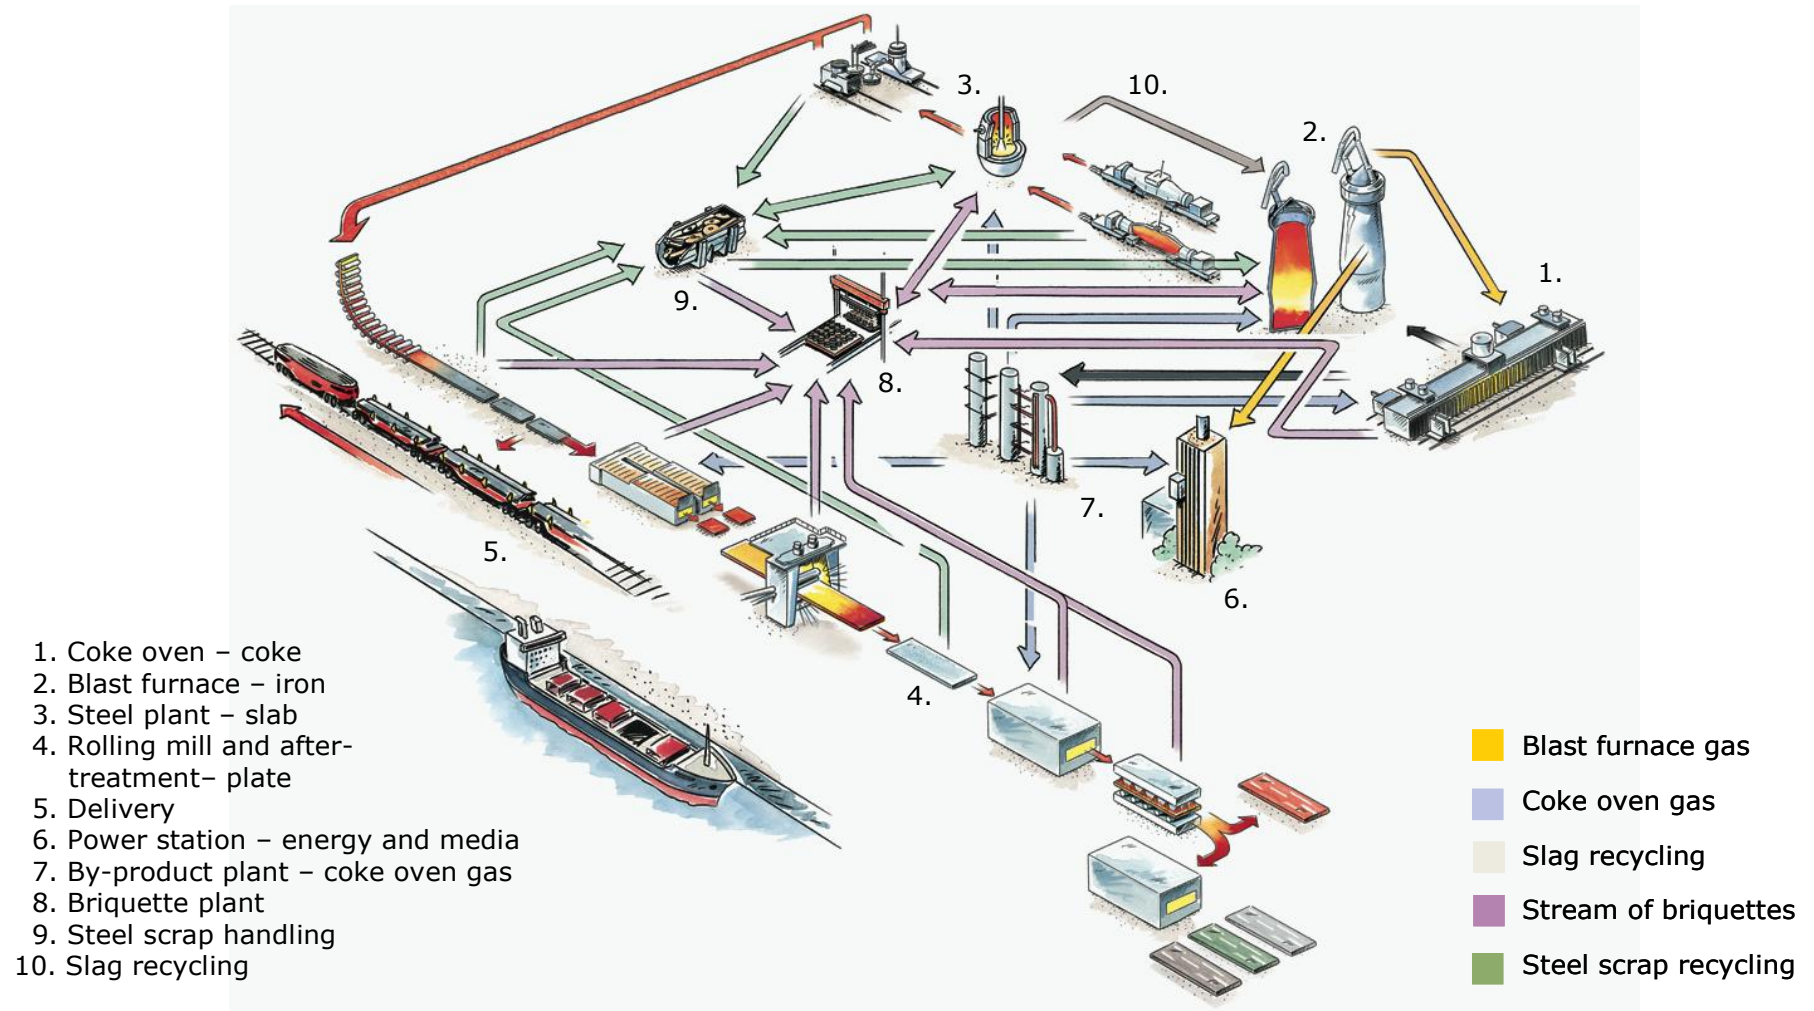 3.
10.
2.
1.
9.
8.
7.
5.
6.
4.
1. Coke oven – coke
2. Blast furnace – iron
3. Steel plant – slab
4. Rolling mill and after-
treatment– plate
5. Delivery
6. Power station – energy and media
7. By-product plant – coke oven gas
8. Briquette plant
9. Steel scrap handling
10. Slag recycling
Blast furnace gas
Coke oven gas
Slag recycling
Stream of briquettes
Steel scrap recycling